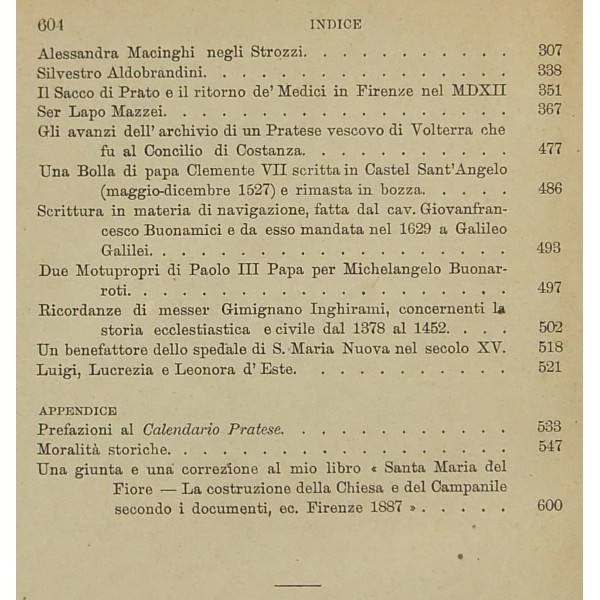 604 INDICE
Alessandra Macinghi negli Strozzi. . . . . . . . . . . 307
Silvestro Aldobrandini. . . . . . . . . . . . . . . 338
Il Sacco di Prato e il ritorno de' Medici in Firenze nel MDXII 351
Ser Lapo Mazzei. . . . . . . . . . . . . . . . . 367
Gli avanzi dell' archivio di un Pratese vescovo di Volterra che
fu al Concilio di Costanza. . . . . . . . . . . 477
Una Bolla di papa Clemente VII scritta in Castel Sant'Angelo
(maggio-dicembre 1527) e rimasta in bozza. . . . . 486
Scrittura in materia di navigazione, fatta dal cav. Giovanfran-
cesco Buonamici e da esso mandata nel 1629 a Galileo
Galilei. . . . . . . . . . . . . . . . . . 493
Due Motupropri di Paolo III Papa per Michelangelo Buonar-
roti. . . . . . . . . . . . . . . . . . . 497
Ricordanze di messer Gimignano Inghirami, concernenti la
storia ecclestiastica e civile dal 1378 al 1452. . . . 502
Un benefattore dello spedale di S. Maria Nuova nel secolo XV. 518
Luigi, Lucrezia e Leonora d' Este. . . . . . . . . . . 521
APPENDICE
Prefazioni al Calendario Pratese. . . . . . . . . . . . 533
Moralità storiche. . . . . . . . . . . . . . . . . 547
Una giunta e una correzione al mio libro « Santa Maria del
Fiore — La costruzione della Chiesa e del Campanile
secondo i documenti, ec. Firenze 1887 » . . . . . 600